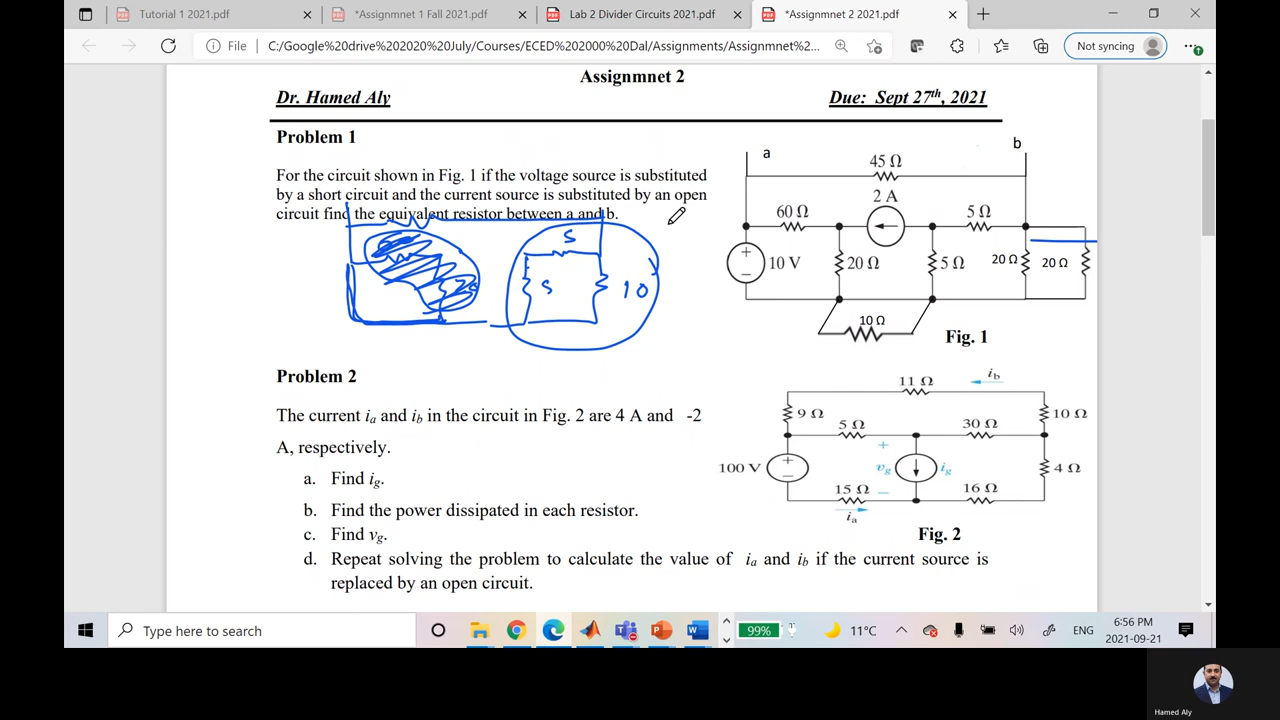 Tutorial 1 2021.pdf
*Assignmnet 1 Fall 2021.pdf
Lab 2 Divider Circuits 2021.pdf
*Assignmnet 2 2021.pdf
File
C:/Google%20drive%202020%20July/Courses/ECED%202000%20Dal/Assignments/Assignmnet%2...
Not syncing
Assignmnet 2
Dr. Hamed Aly
Due: Sept 27th, 2021
Problem 1
For the circuit shown in Fig. 1 if the voltage source is substituted
by a short circuit and the current source is substituted by an open
circuit find the equivalent resistor between a and b.
5
5
10
a
b
45 Ω
2 A
60 Ω
5 Ω
10 V
20 Ω
5 Ω
20 Ω
20 Ω
10 Ω
Fig. 1
Problem 2
The current ia and ib in the circuit in Fig. 2 are 4 A and -2
A, respectively.
a. Find ig.
b. Find the power dissipated in each resistor.
c. Find vg.
d. Repeat solving the problem to calculate the value of ia and ib if the current source is
replaced by an open circuit.
11 Ω
ib
9 Ω
10 Ω
5 Ω
30 Ω
+
100 V
vg
ig
4 Ω
15 Ω
–
16 Ω
ia
Fig. 2
Type here to search
99%
11°C
ENG
6:56 PM
2021-09-21
Hamed Aly